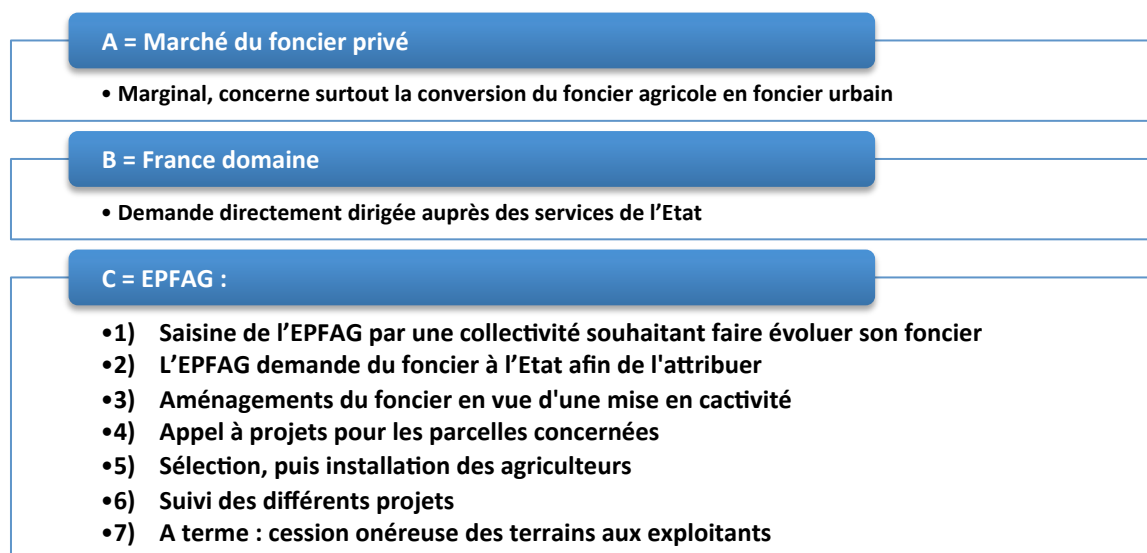 A = Marché du foncier privé
• Marginal, concerne surtout la conversion du foncier agricole en foncier urbain
B = France domaine
• Demande directement dirigée auprès des services de l’Etat
C = EPFAG :
•1) Saisine de l’EPFAG par une collectivité souhaitant faire évoluer son foncier
•2) L’EPFAG demande du foncier à l’Etat afin de l'attribuer
•3) Aménagements du foncier en vue d'une mise en cactivité
•4) Appel à projets pour les parcelles concernées
•5) Sélection, puis installation des agriculteurs
•6) Suivi des différents projets
•7) A terme : cession onéreuse des terrains aux exploitants